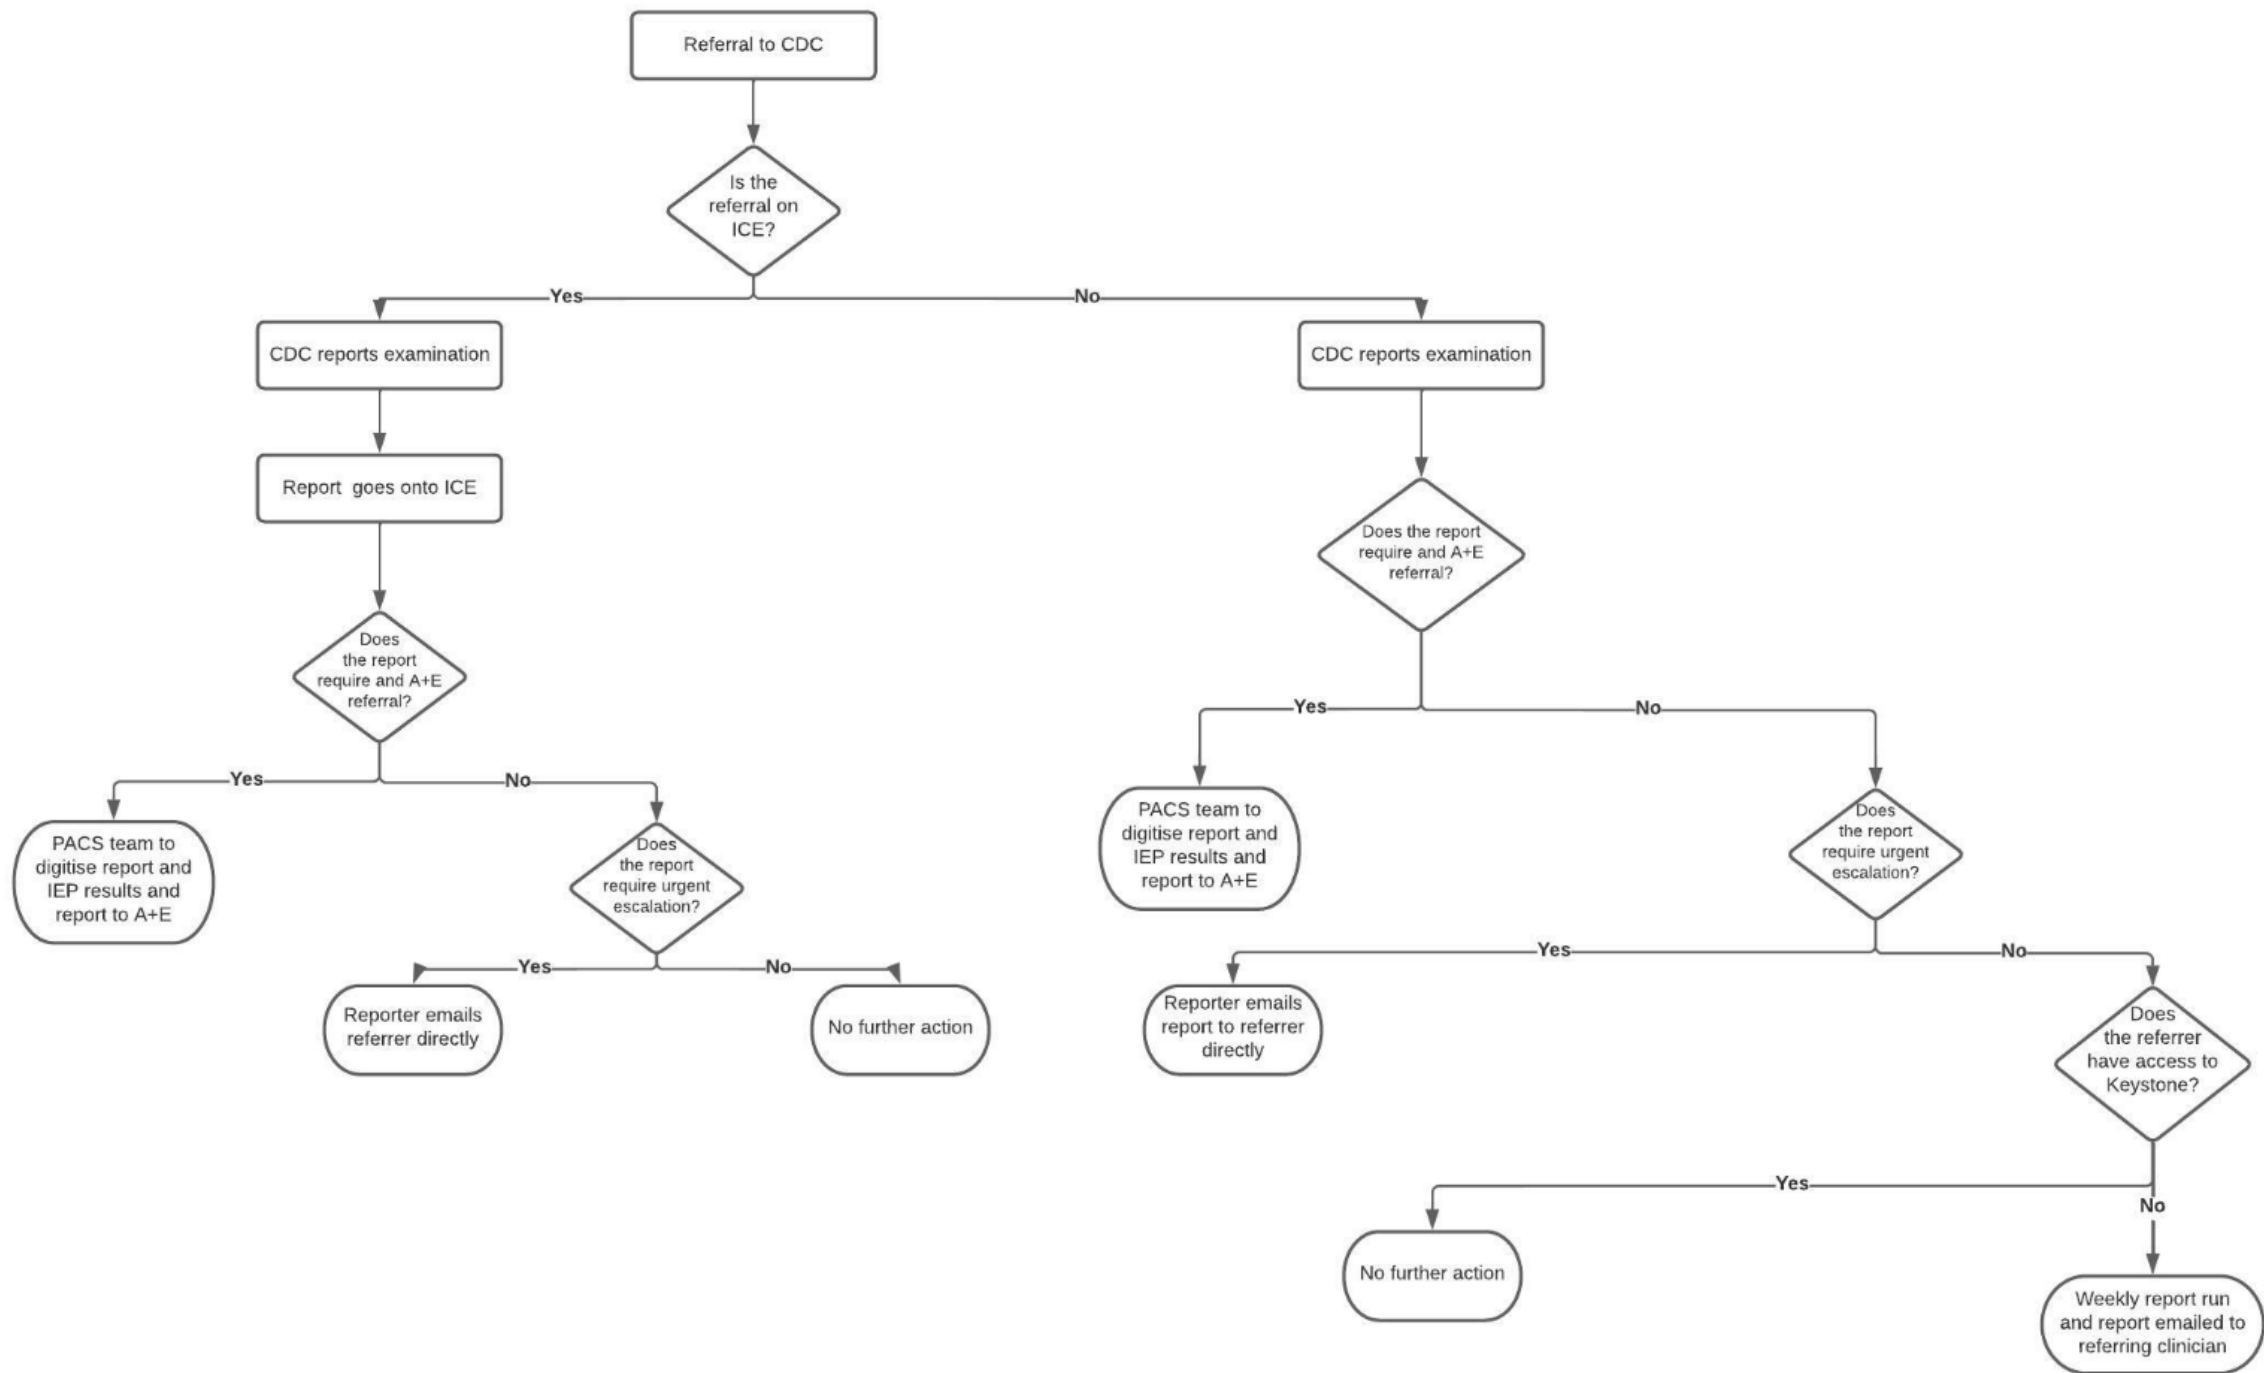 Referral to CDC
Is the
referral on
ICE?
Yes
No
CDC reports examination
CDC reports examination
Report  goes onto ICE
Does the report
require and A+E
referral?
Does
the report
require and A+E
referral?
Yes
No
Yes
No
PACS team to
digitise report and
IEP results and
report to A+E
Does
the report
require urgent
escalation?
PACS team to
digitise report and
IEP results and
report to A+E
Does
the report
require urgent
escalation?
Yes
No
Yes
No
Reporter emails
referrer directly
No further action
Reporter emails
report to referrer
directly
Does
the referrer
have access to
Keystone?
Yes
No
No further action
Weekly report run
and report emailed to
referring clinician